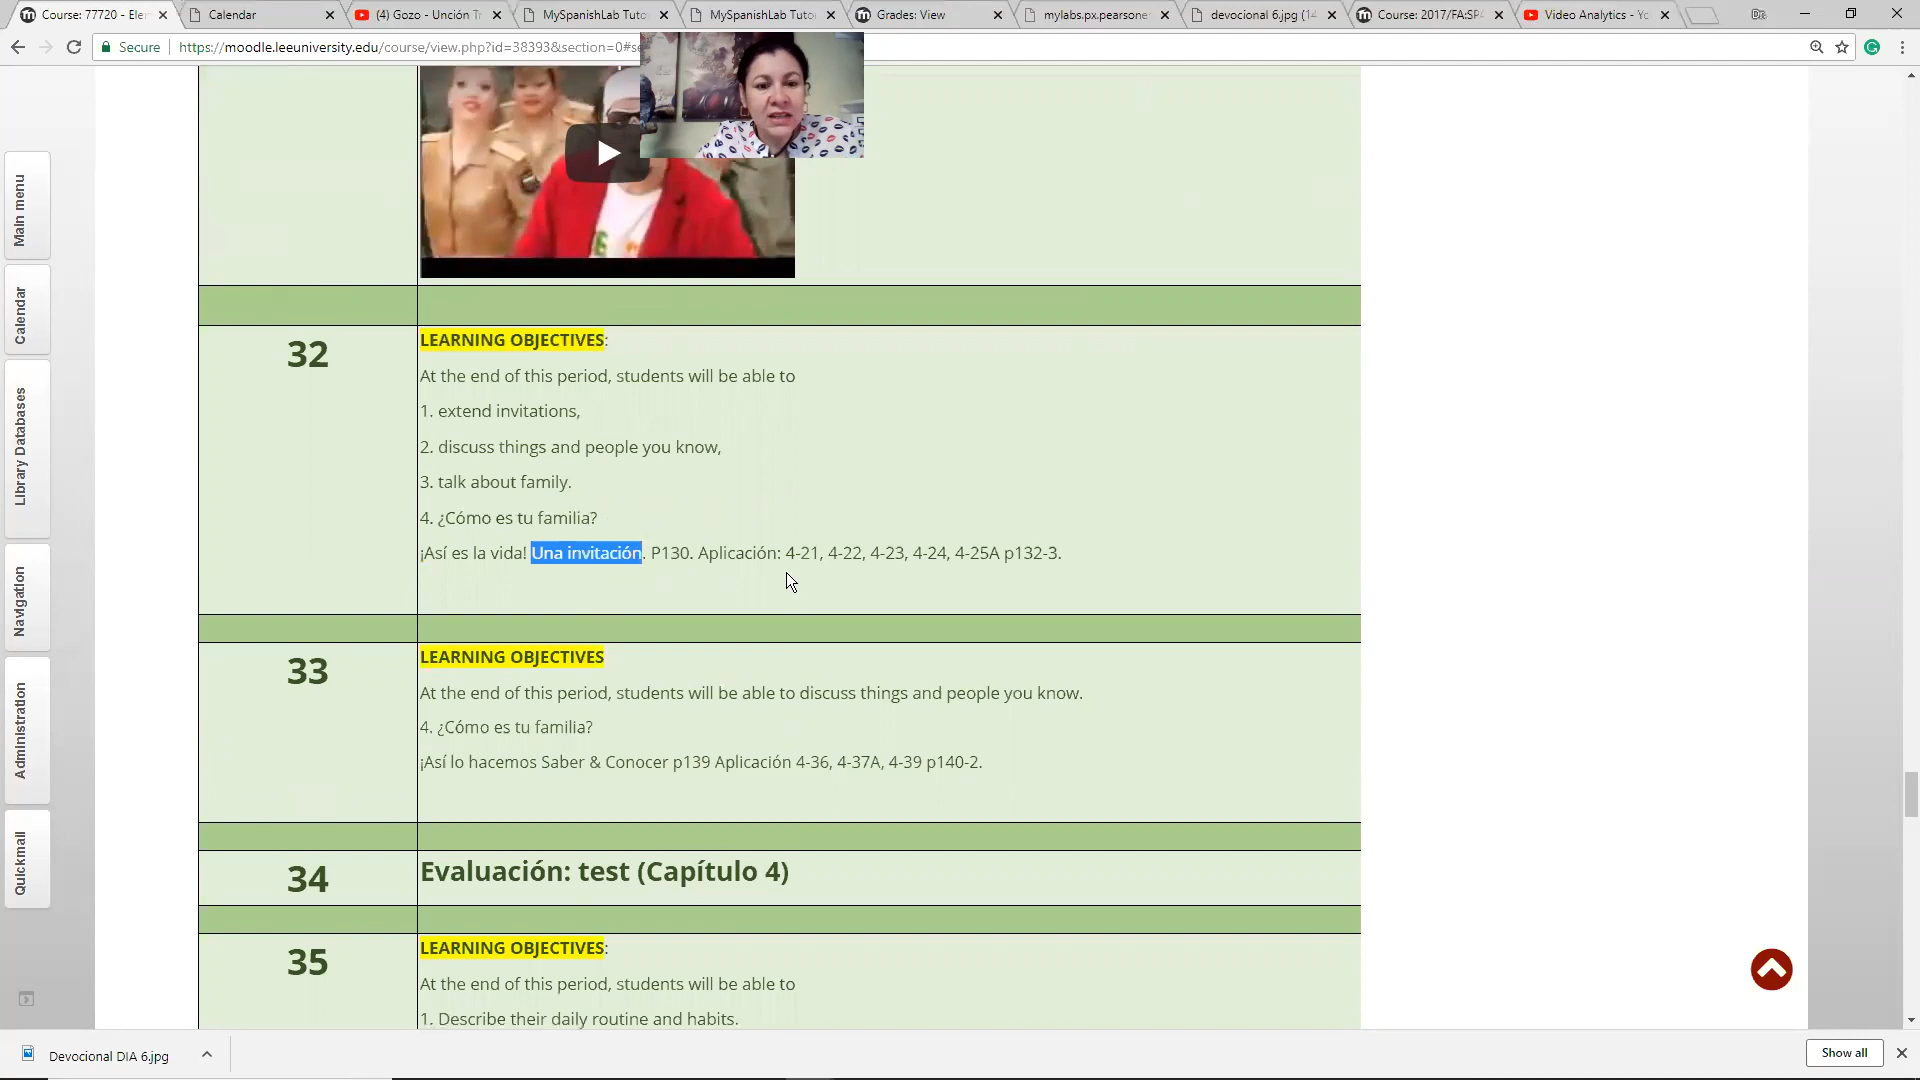 Course: 77720 - Elen
Calendar
(4) Gozo - Unción Tr
MySpanishLab Tuto
MySpanishLab Tuto
Grades: View
mylabs.px.pearsone
devocional 6.jpg (14
Course: 2017/FA:SPA
Video Analytics - Yo
Secure
https://moodle.leeuniversity.edu/course/view.php?id=38393&section=0#se
Main menu
Calendar
Library Databases
Navigation
Administration
Quickmail
32
LEARNING OBJECTIVES:
At the end of this period, students will be able to
1. extend invitations,
2. discuss things and people you know,
3. talk about family.
4. ¿Cómo es tu familia?
¡Así es la vida! Una invitación. P130. Aplicación: 4-21, 4-22, 4-23, 4-24, 4-25A p132-3.
33
LEARNING OBJECTIVES
At the end of this period, students will be able to discuss things and people you know.
4. ¿Cómo es tu familia?
¡Así lo hacemos Saber & Conocer p139 Aplicación 4-36, 4-37A, 4-39 p140-2.
34
Evaluación: test (Capítulo 4)
35
LEARNING OBJECTIVES:
At the end of this period, students will be able to
1. Describe their daily routine and habits.
Devocional DIA 6.jpg
Show all